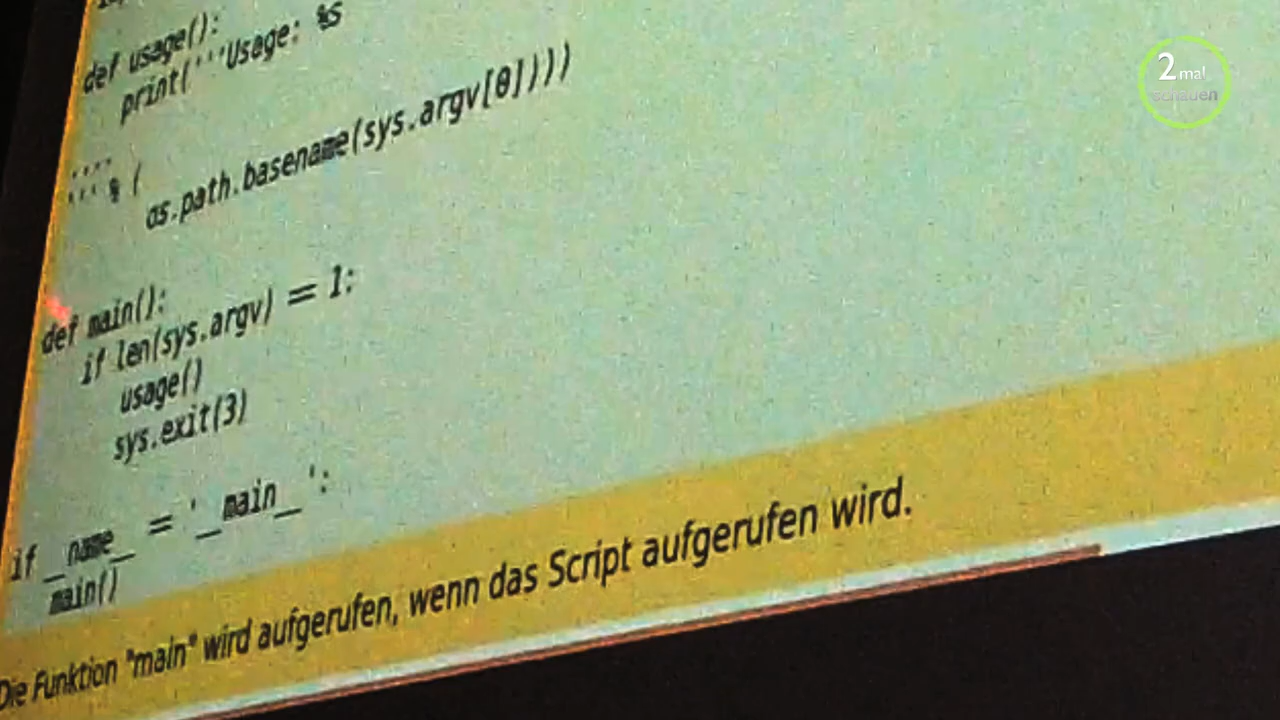 def usage():
print('''Usage: %s
....
''' % (
os.path.basename(sys.argv[0])))
def main():
if len(sys.argv) == 1:
usage()
sys.exit(3)
if __name__ == '__main__':
main()
Die Funktion "main" wird aufgerufen, wenn das Script aufgerufen wird.
2 mal
schauen